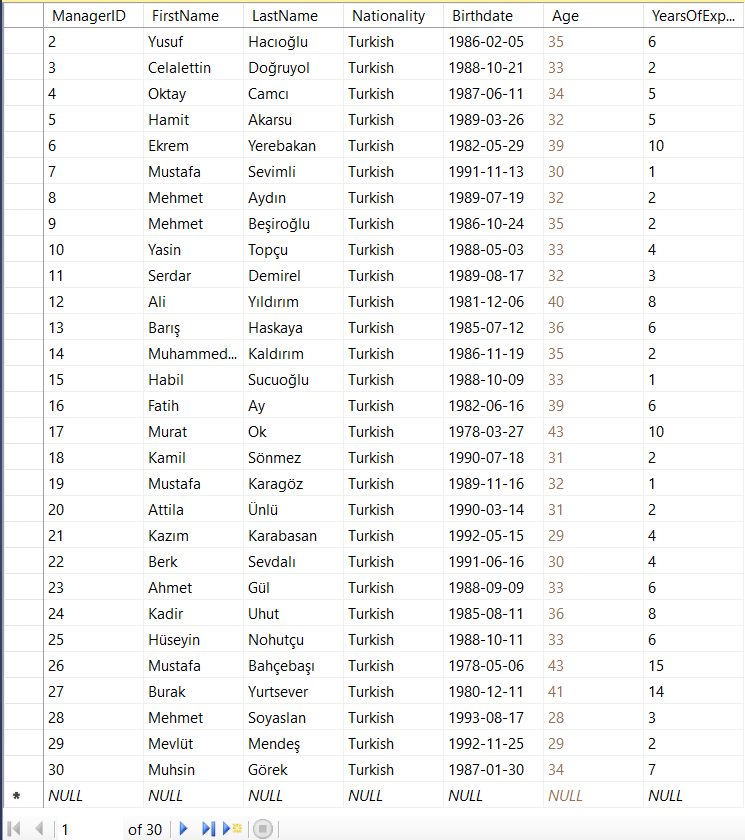 ManagerID FirstName LastName Nationality Birthdate Age YearsOfExp...
2 Yusuf Hacıoğlu Turkish 1986-02-05 35 6
3 Celalettin Doğruyol Turkish 1988-10-21 33 2
4 Oktay Camcı Turkish 1987-06-11 34 5
5 Hamit Akarsu Turkish 1989-03-26 32 5
6 Ekrem Yerebakan Turkish 1982-05-29 39 10
7 Mustafa Sevimli Turkish 1991-11-13 30 1
8 Mehmet Aydın Turkish 1989-07-19 32 2
9 Mehmet Beşiroğlu Turkish 1986-10-24 35 2
10 Yasin Topçu Turkish 1988-05-03 33 4
11 Serdar Demirel Turkish 1989-08-17 32 3
12 Ali Yıldırım Turkish 1981-12-06 40 8
13 Barış Haskaya Turkish 1985-07-12 36 6
14 Muhammed... Kaldırım Turkish 1986-11-19 35 2
15 Habil Sucuoğlu Turkish 1988-10-09 33 1
16 Fatih Ay Turkish 1982-06-16 39 6
17 Murat Ok Turkish 1978-03-27 43 10
18 Kamil Sönmez Turkish 1990-07-18 31 2
19 Mustafa Karagöz Turkish 1989-11-16 32 1
20 Attila Ünlü Turkish 1990-03-14 31 2
21 Kazım Karabasan Turkish 1992-05-15 29 4
22 Berk Sevdalı Turkish 1991-06-16 30 4
23 Ahmet Gül Turkish 1988-09-09 33 6
24 Kadir Uhut Turkish 1985-08-11 36 8
25 Hüseyin Nohutçu Turkish 1988-10-11 33 6
26 Mustafa Bahçebaşı Turkish 1978-05-06 43 15
27 Burak Yurtsever Turkish 1980-12-11 41 14
28 Mehmet Soyaslan Turkish 1993-08-17 28 3
29 Mevlüt Mendeş Turkish 1992-11-25 29 2
30 Muhsin Görek Turkish 1987-01-30 34 7
* NULL NULL NULL NULL NULL NULL NULL
1 of 30